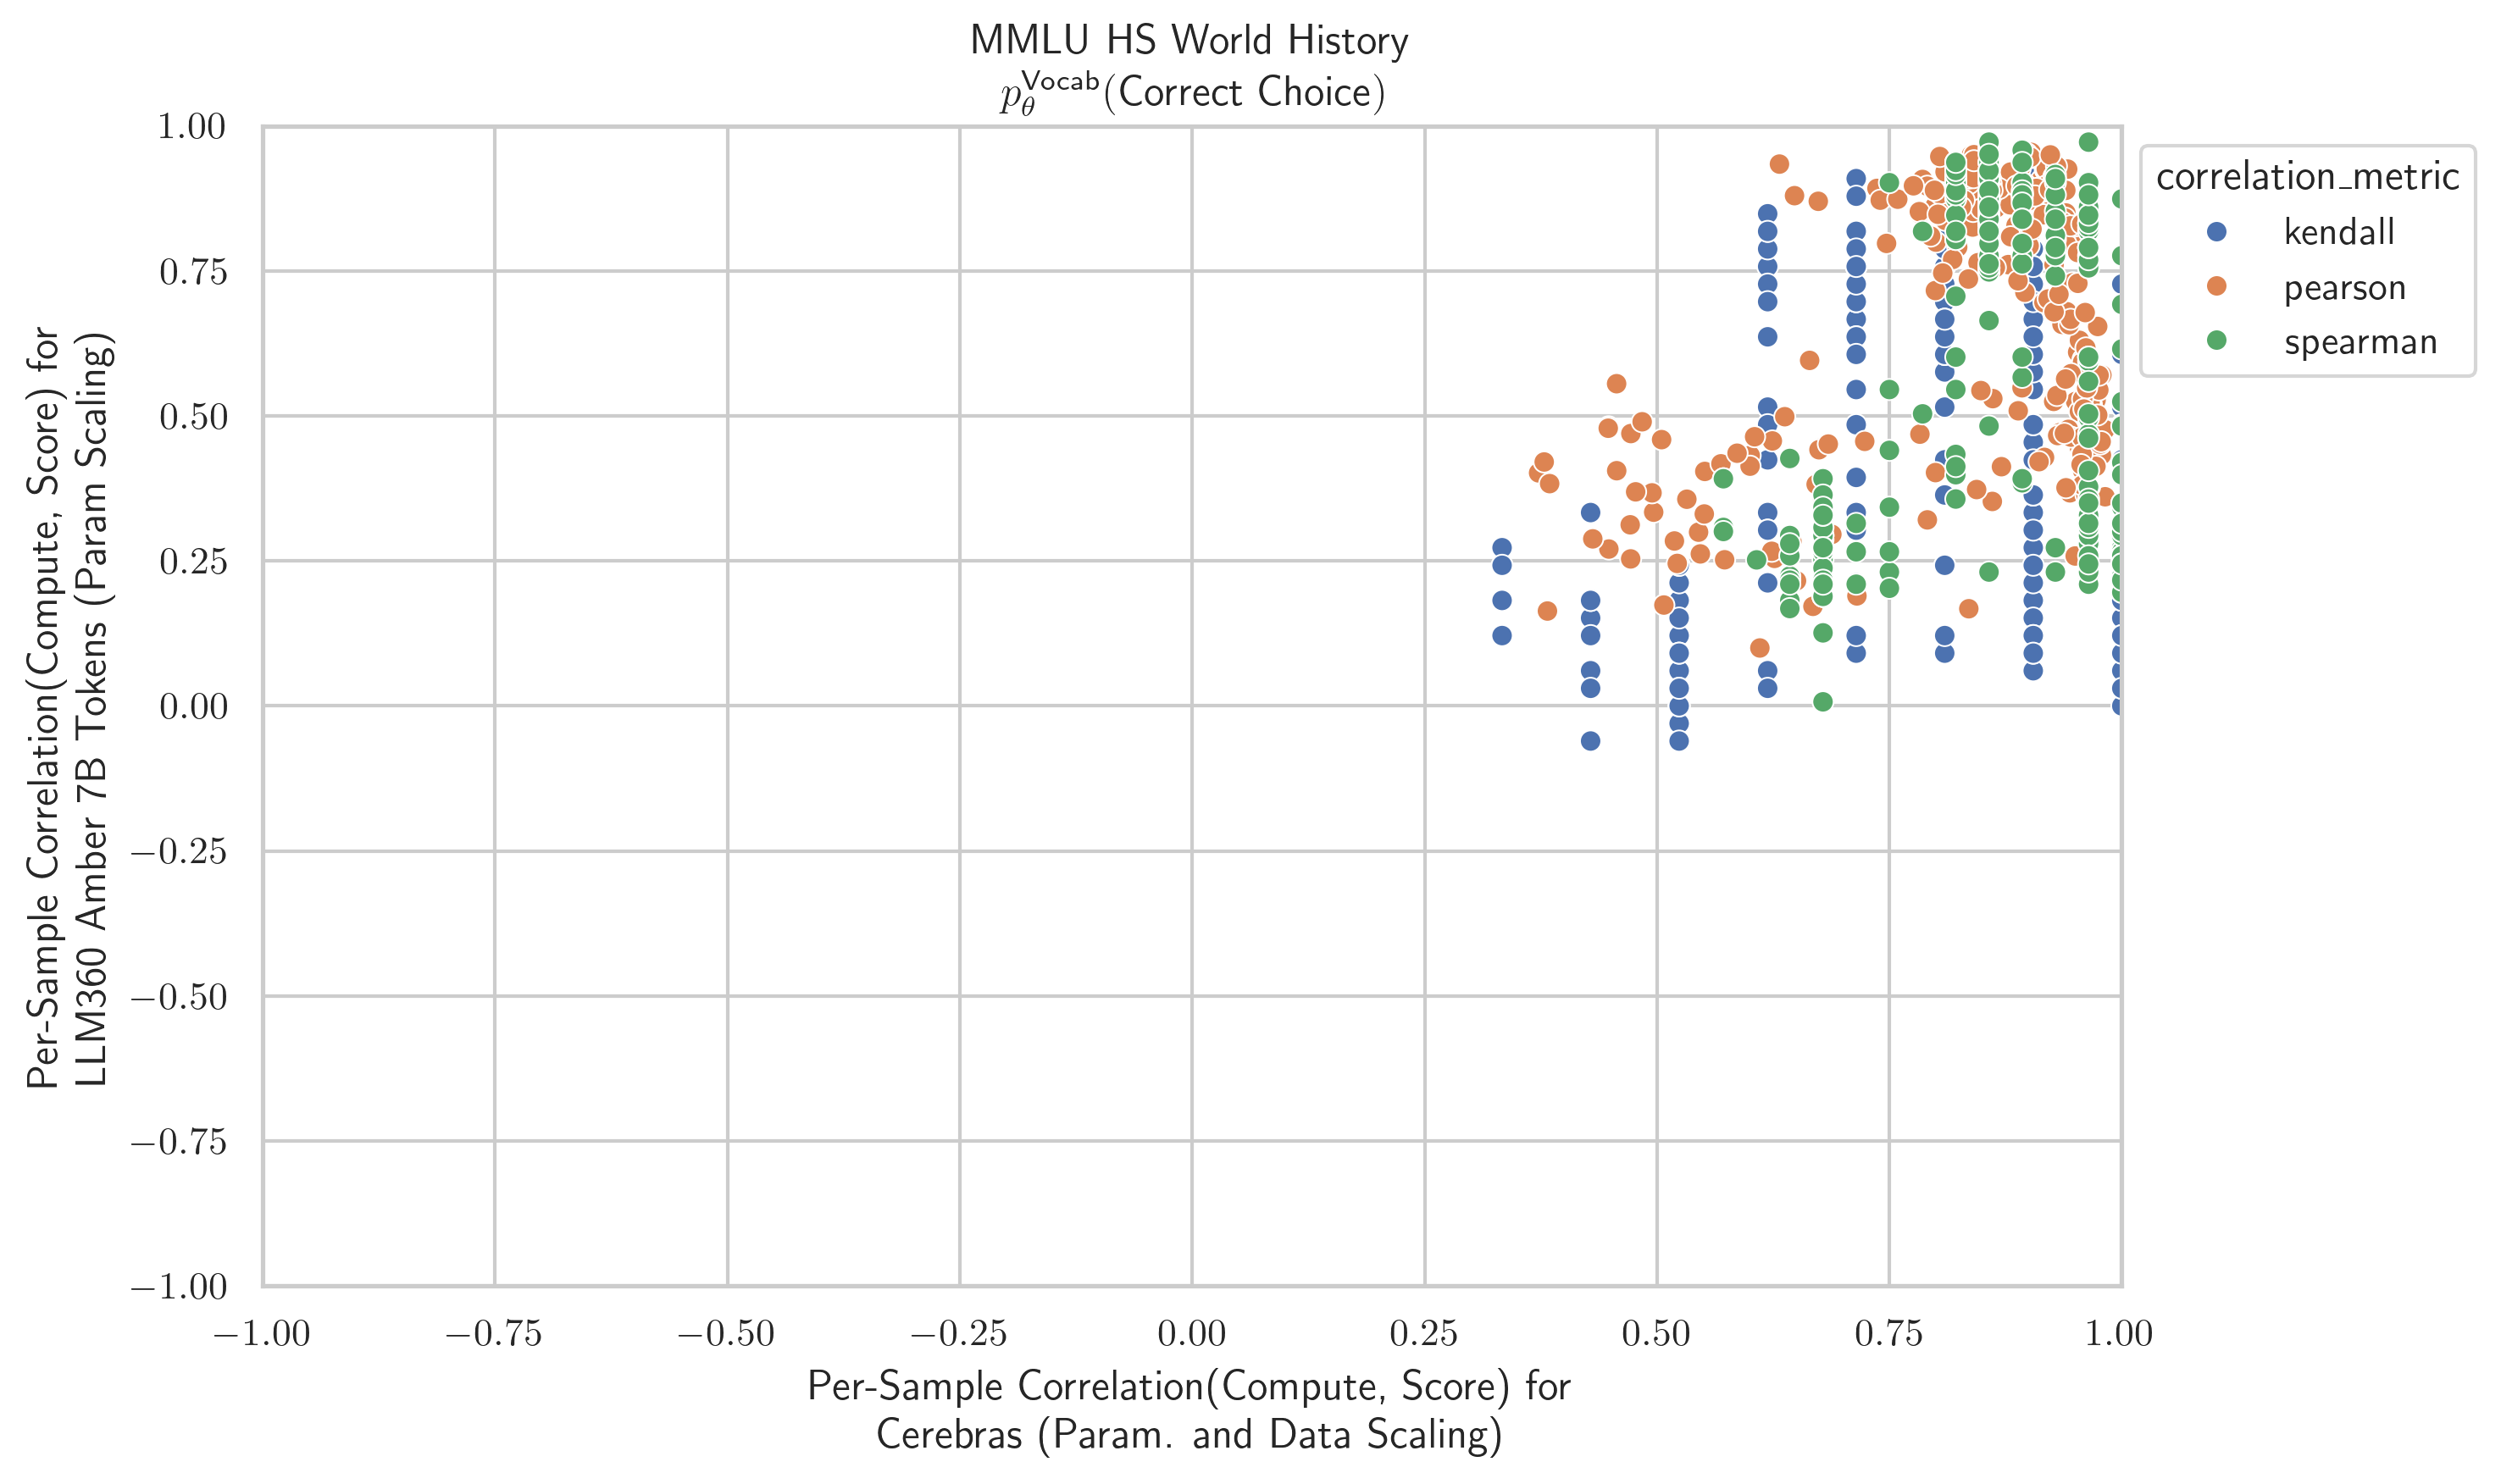 MMLU HS World History
p_θ^Vocab(Correct Choice)
Per-Sample Correlation(Compute, Score) for
LLM360 Amber 7B Tokens (Param Scaling)
1.00
0.75
0.50
0.25
0.00
−0.25
−0.50
−0.75
−1.00
−1.00 −0.75 −0.50 −0.25 0.00 0.25 0.50 0.75 1.00
Per-Sample Correlation(Compute, Score) for
Cerebras (Param. and Data Scaling)
correlation_metric
kendall
pearson
spearman